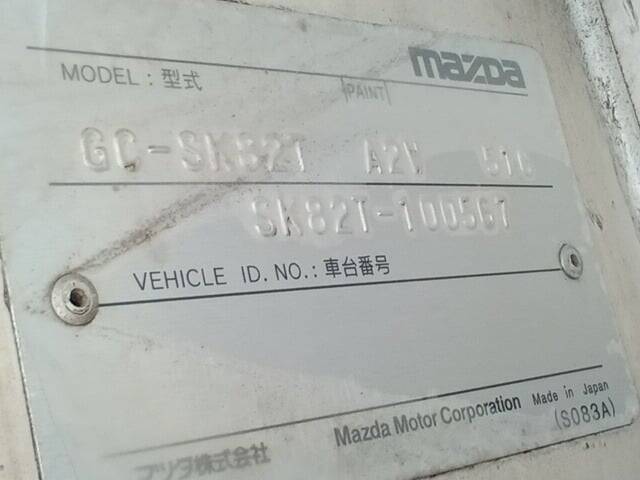 mazda
MODEL : 型式
PAINT
GC-SK82T A2W 51C
SK82T-100567
VEHICLE ID. NO. : 車台番号
マツダ株式会社 Mazda Motor Corporation Made in Japan
(S083A)